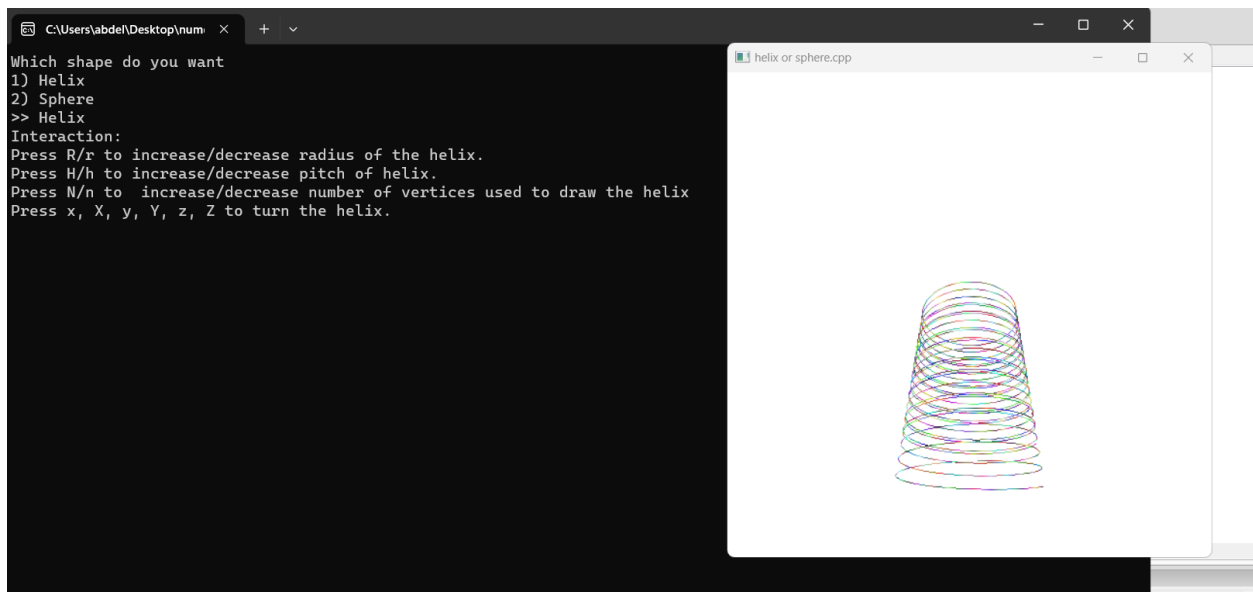 C:\Users\abdel\Desktop\num
Which shape do you want
1) Helix
2) Sphere
>> Helix
Interaction:
Press R/r to increase/decrease radius of the helix.
Press H/h to increase/decrease pitch of helix.
Press N/n to  increase/decrease number of vertices used to draw the helix
Press x, X, y, Y, z, Z to turn the helix.
helix or sphere.cpp